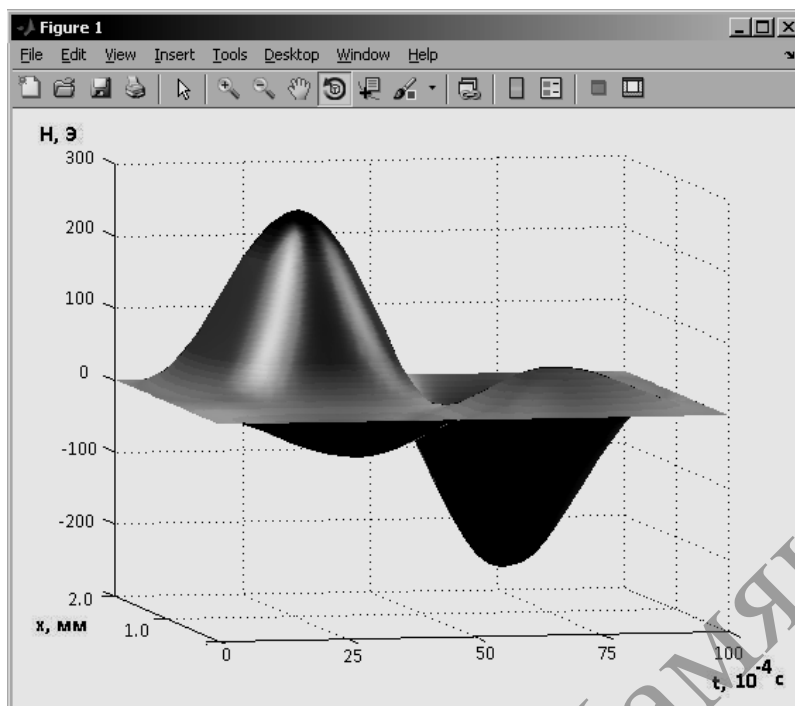 Figure 1
File Edit View Insert Tools Desktop Window Help
Н, Э
300
200
100
0
-100
-200
2.0
1.0
х, мм
0
25
50
75
100
t, 10⁻⁴ с